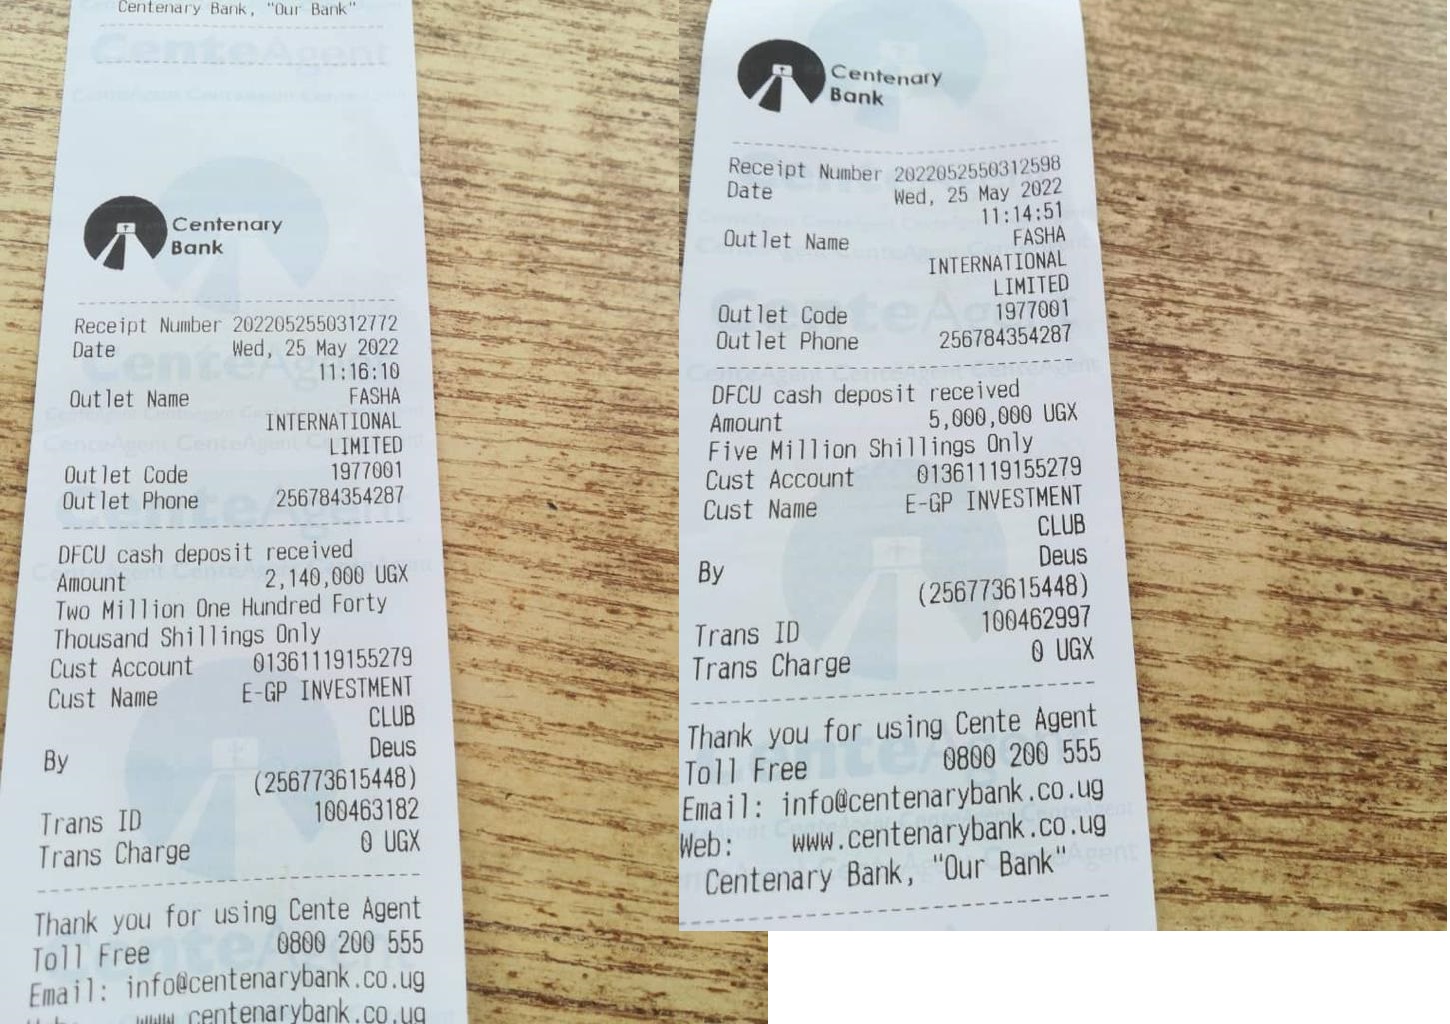 Centenary Bank, "Our Bank"
Centenary
Bank
Receipt Number 2022052550312772
Date Wed, 25 May 2022
11:16:10
Outlet Name FASHA
INTERNATIONAL
LIMITED
Outlet Code 1977001
Outlet Phone 256784354287
DFCU cash deposit received
Amount 2,140,000 UGX
Two Million One Hundred Forty
Thousand Shillings Only
Cust Account 01361119155279
Cust Name E-GP INVESTMENT
CLUB
By Deus
(256773615448)
Trans ID 100463182
Trans Charge 0 UGX
Thank you for using Cente Agent
Toll Free 0800 200 555
Email: info@centenarybank.co.ug
Web: www.centenarybank.co.ug
Centenary
Bank
Receipt Number 2022052550312598
Date Wed, 25 May 2022
11:14:51
Outlet Name FASHA
INTERNATIONAL
LIMITED
Outlet Code 1977001
Outlet Phone 256784354287
DFCU cash deposit received
Amount 5,000,000 UGX
Five Million Shillings Only
Cust Account 01361119155279
Cust Name E-GP INVESTMENT
CLUB
By Deus
(256773615448)
Trans ID 100462997
Trans Charge 0 UGX
Thank you for using Cente Agent
Toll Free 0800 200 555
Email: info@centenarybank.co.ug
Web: www.centenarybank.co.ug
Centenary Bank, "Our Bank"